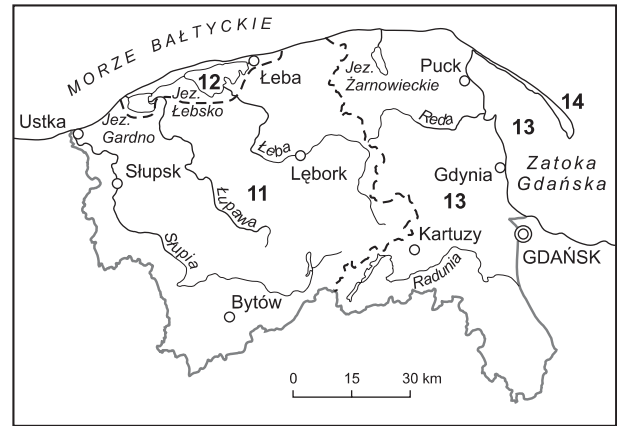 MORZE BAŁTYCKIE
12
Łeba
Jez.
Żarnowieckie
Puck
14
Ustka
Jez.
Gardno
Jez.
Łebsko
Reda
13
Zatoka
Gdańska
Słupsk
Łeba
Lębork
Gdynia
11
Łupawa
13
Kartuzy
GDAŃSK
Słupia
Radunia
Bytów
0 15 30 km